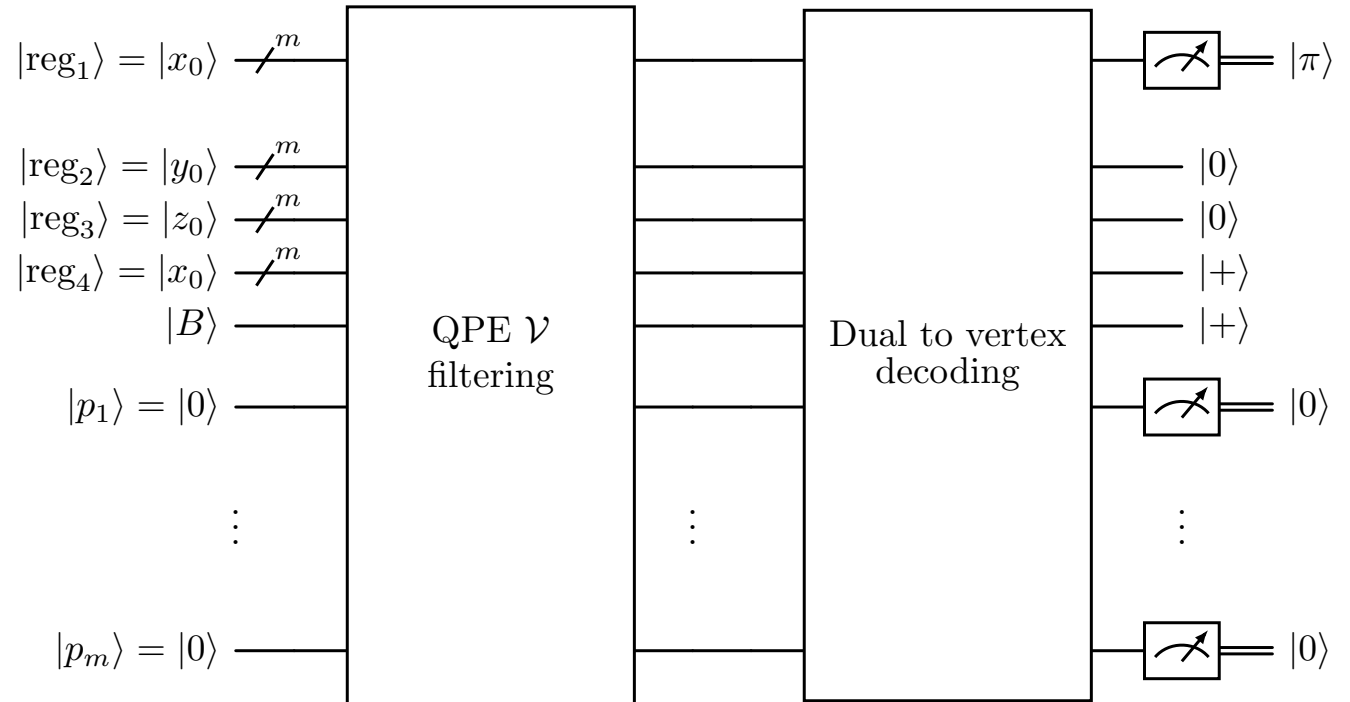 |reg₁⟩ = |x₀⟩ m |π⟩
|reg₂⟩ = |y₀⟩ m |0⟩
|reg₃⟩ = |z₀⟩ m |0⟩
|reg₄⟩ = |x₀⟩ m |+⟩
|B⟩ |+⟩
QPE 𝒱
filtering
Dual to vertex
decoding
|p₁⟩ = |0⟩ |0⟩
⋮ ⋮ ⋮
|pₘ⟩ = |0⟩ |0⟩